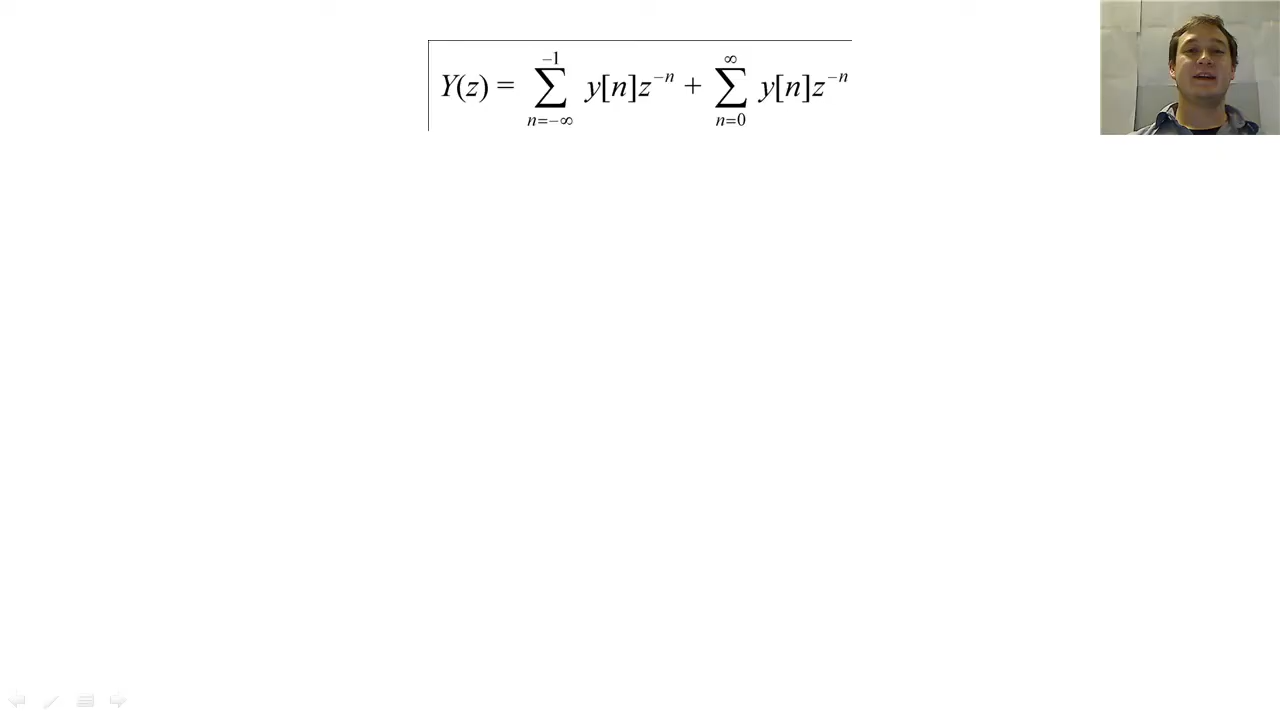 Y(z) = ∑_{n=−∞}^{−1} y[n]z^{−n} + ∑_{n=0}^{∞} y[n]z^{−n}